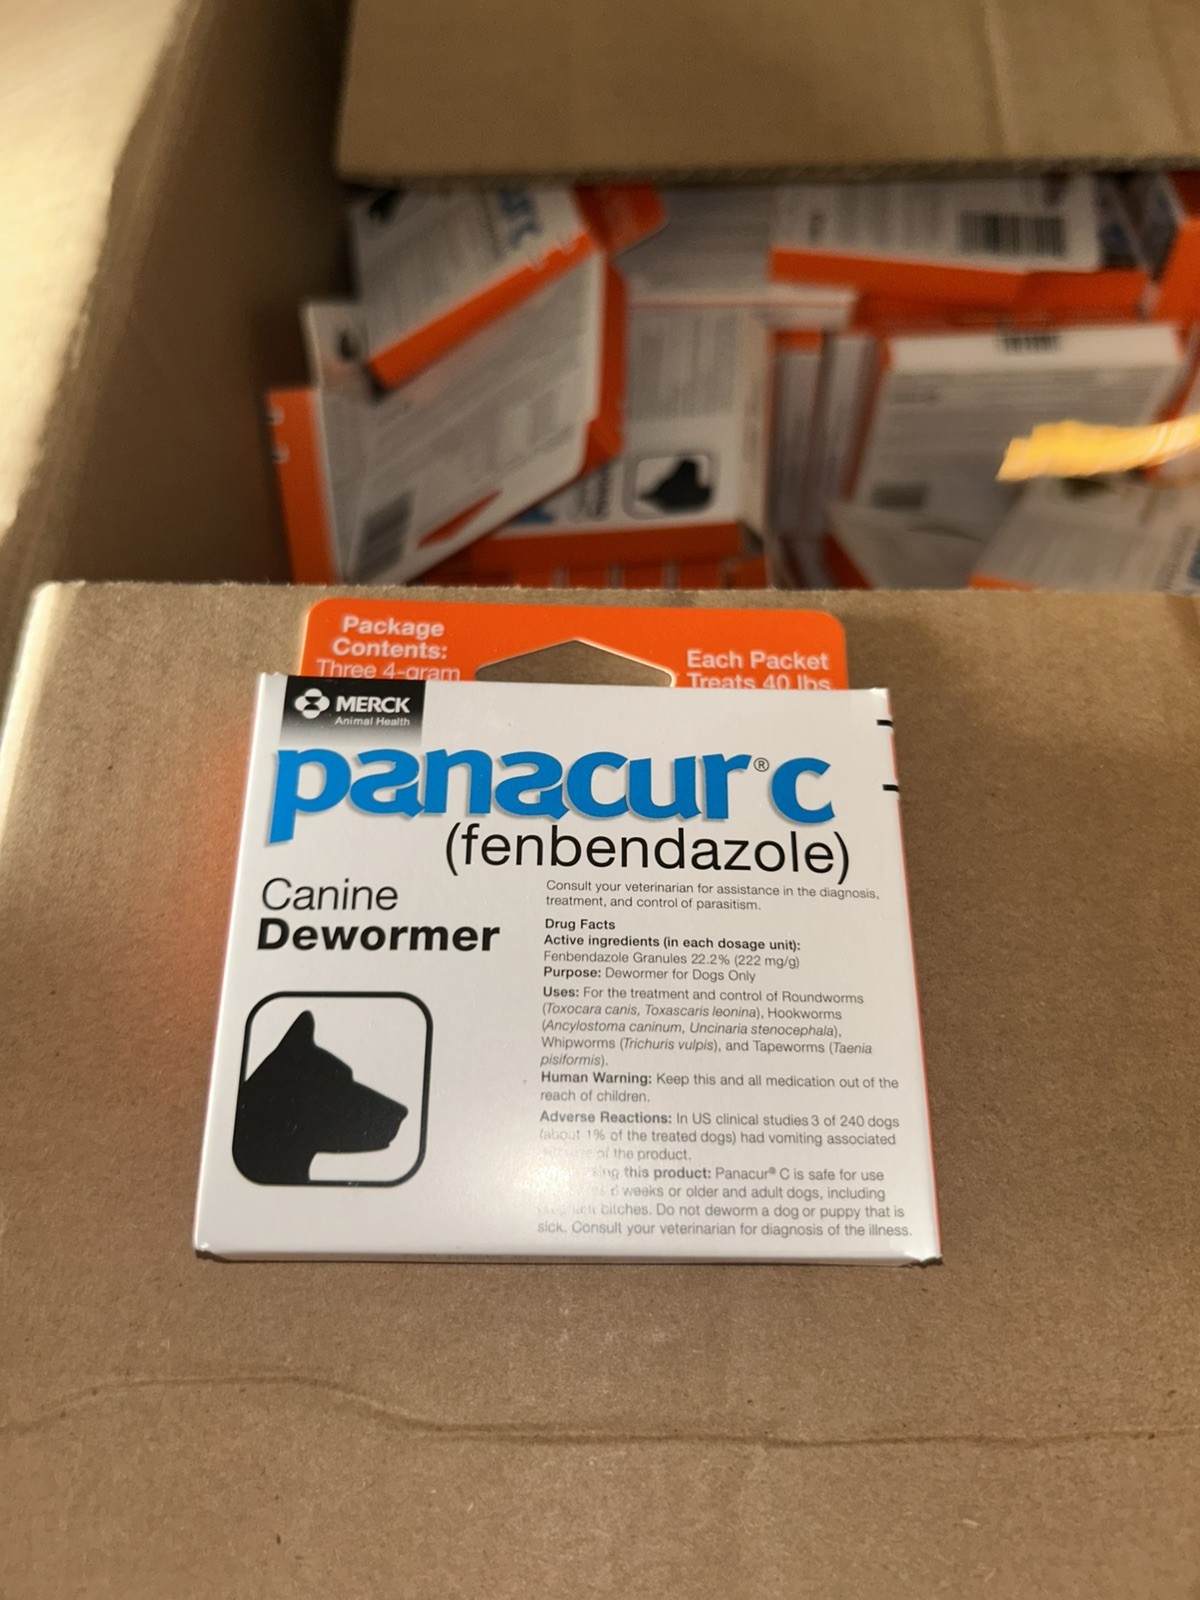 Package
Contents:
Three 4-gram
Each Packet
Treats 40 lbs
MERCK
Animal Health
panacur® c
(fenbendazole)
Canine
Dewormer
Consult your veterinarian for assistance in the diagnosis,
treatment, and control of parasitism.
Drug Facts
Active ingredients (in each dosage unit):
Fenbendazole Granules 22.2% (222 mg/g)
Purpose: Dewormer for Dogs Only
Uses: For the treatment and control of Roundworms
(Toxocara canis, Toxascaris leonina), Hookworms
(Ancylostoma caninum, Uncinaria stenocephala),
Whipworms (Trichuris vulpis), and Tapeworms (Taenia
pisiformis).
Human Warning: Keep this and all medication out of the
reach of children.
Adverse Reactions: In US clinical studies 3 of 240 dogs
(about 1% of the treated dogs) had vomiting associated
of the product.
this product: Panacur® C is safe for use
weeks or older and adult dogs, including
bitches. Do not deworm a dog or puppy that is
sick. Consult your veterinarian for diagnosis of the illness.